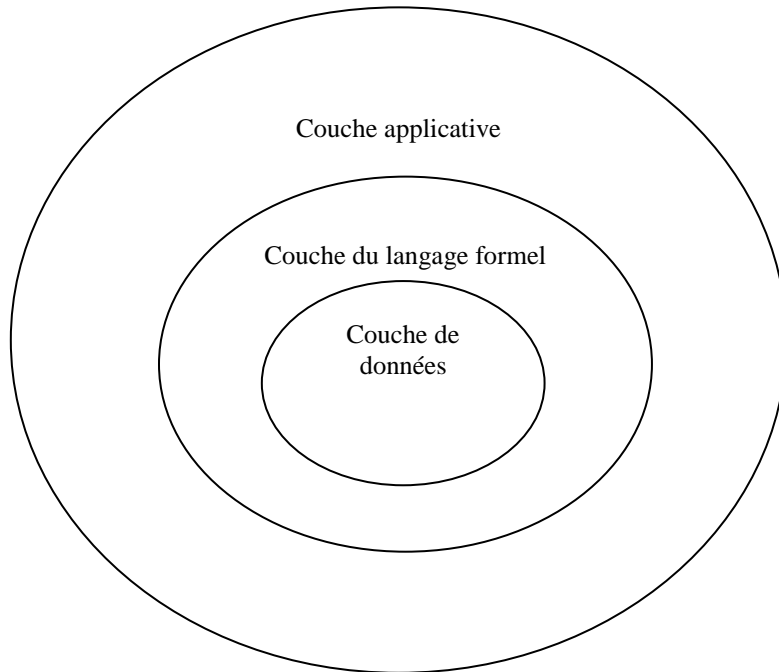 Couche applicative
Couche du langage formel
Couche de
données